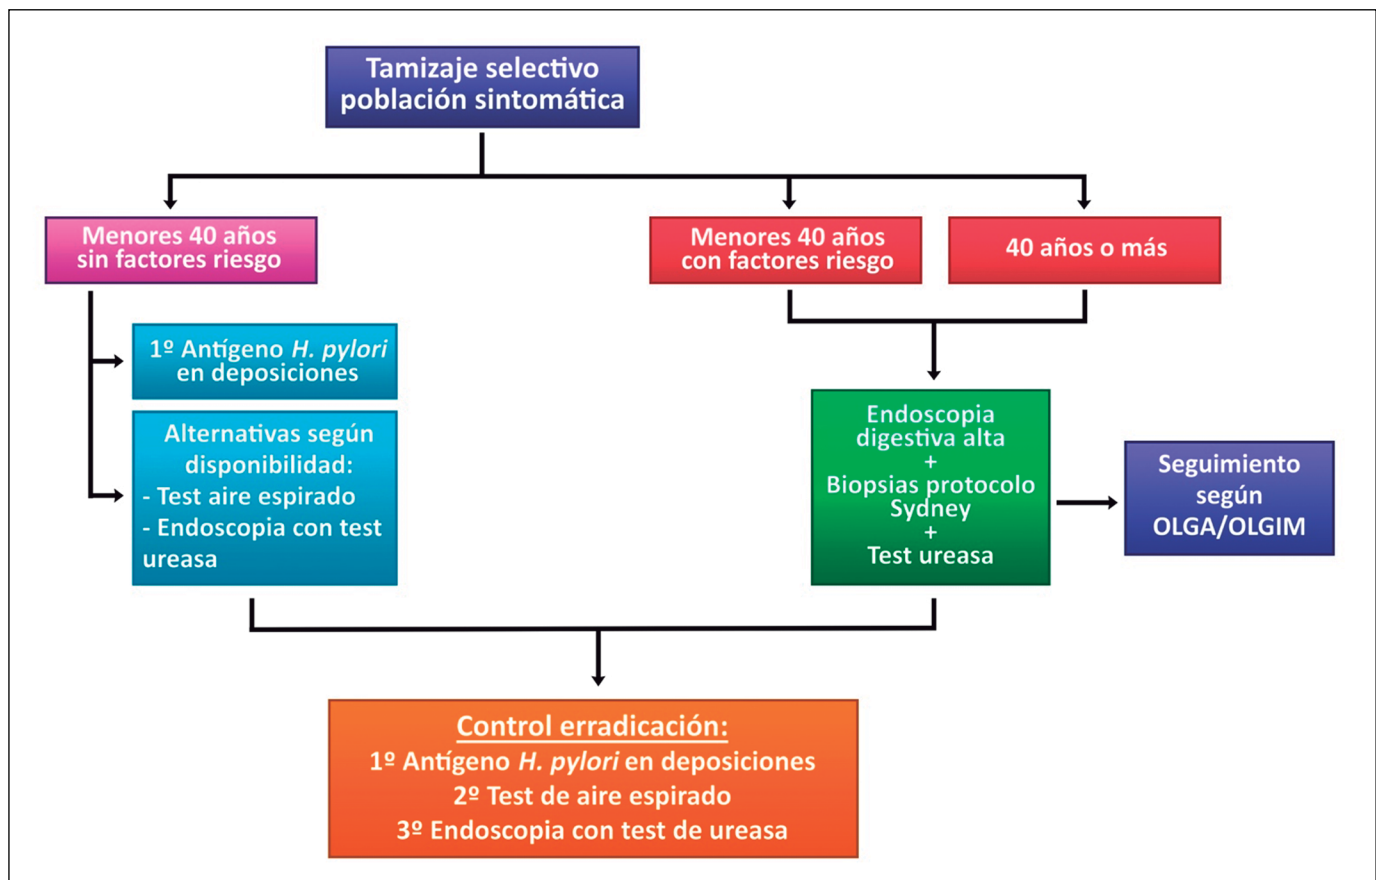 Tamizaje selectivo
población sintomática
Menores 40 años
sin factores riesgo
Menores 40 años
con factores riesgo
40 años o más
1º Antígeno H. pylori
en deposiciones
Alternativas según
disponibilidad:
- Test aire espirado
- Endoscopia con test
ureasa
Endoscopia
digestiva alta
+
Biopsias protocolo
Sydney
+
Test ureasa
Seguimiento
según
OLGA/OLGIM
Control erradicación:
1º Antígeno H. pylori en deposiciones
2º Test de aire espirado
3º Endoscopia con test de ureasa